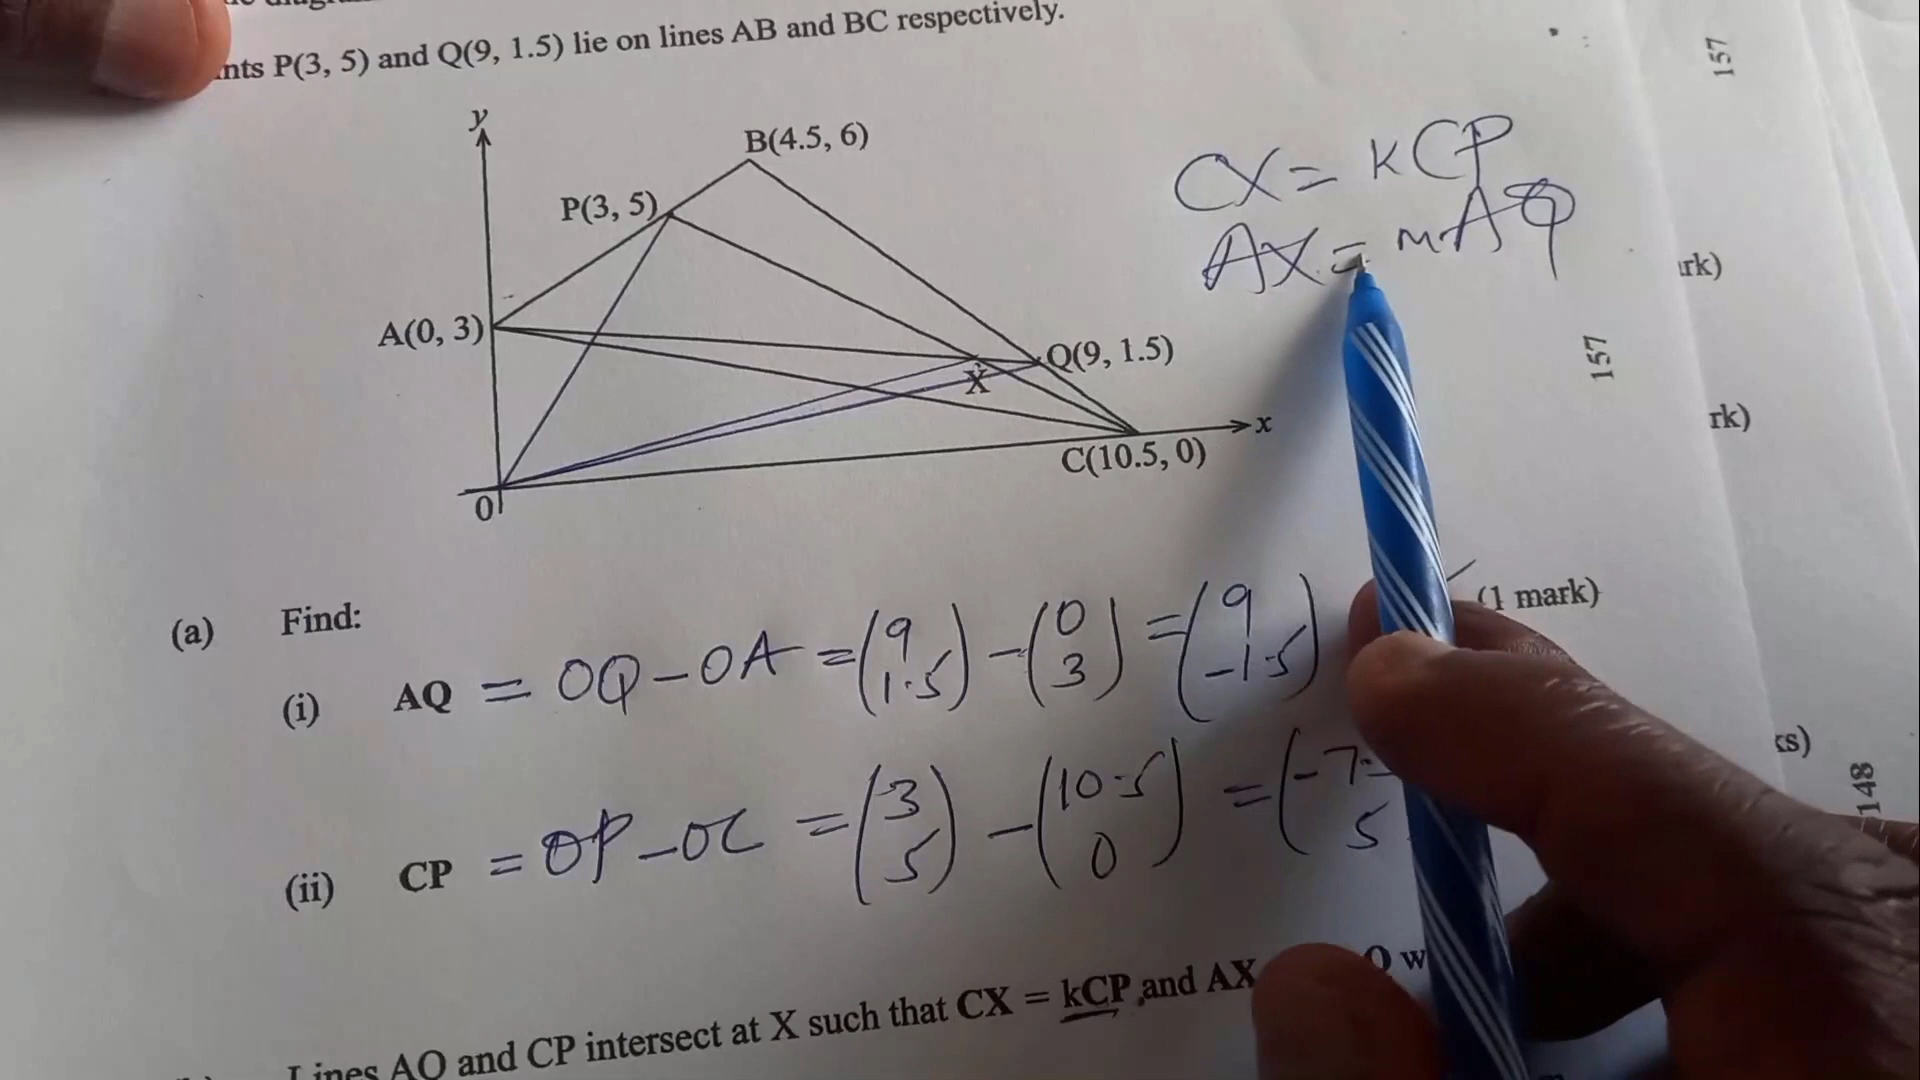 P(3, 5) and Q(9, 1.5) lie on lines AB and BC respectively.
157
y
B(4.5, 6)
P(3, 5)
CX = kCP
AX = mAQ
A(0, 3)
Q(9, 1.5)
X
x
C(10.5, 0)
0
157
rk)
rk)
(a) Find:
(1 mark)
(i) AQ = OQ - OA = (9 1.5) - (0 3) = (9 -1.5)
(ii) CP = OP - OC = (3 5) - (10.5 0) = (-7. 5
148
Lines AQ and CP intersect at X such that CX = kCP and AX